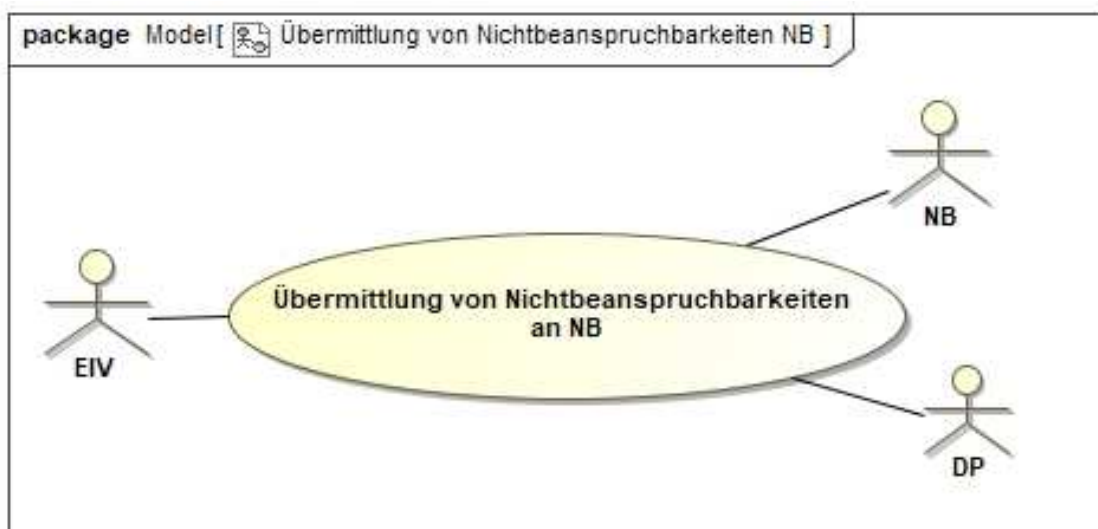 package Model[ Übermittlung von Nichtbeanspruchbarkeiten NB ]
NB
Übermittlung von Nichtbeanspruchbarkeiten
an NB
EIV
DP